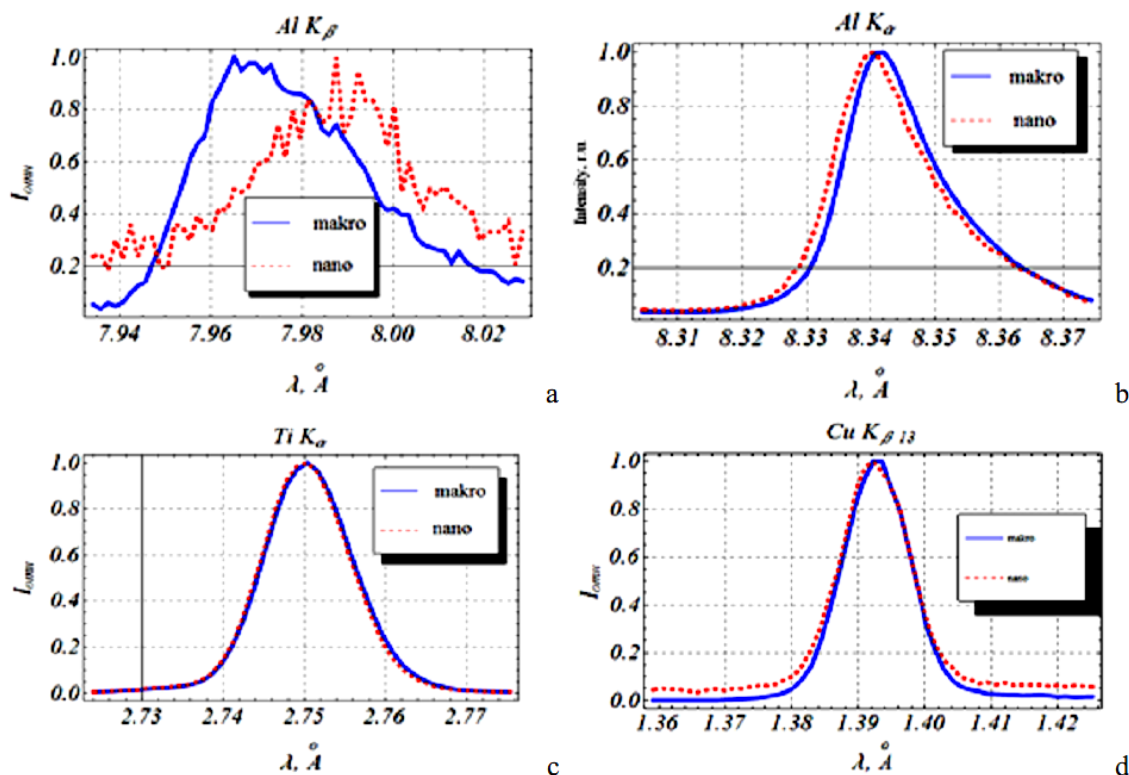 Al Kβ
1.0
0.8
0.6
0.4
0.2
Iотн
makro
nano
7.94 7.96 7.98 8.00 8.02
λ, Å
a
Al Kα
1.0
0.8
0.6
0.4
0.2
Intensity, r.u.
makro
nano
8.31 8.32 8.33 8.34 8.35 8.36 8.37
λ, Å
b
Ti Kα
1.0
0.8
0.6
0.4
0.2
0.0
Iотн
makro
nano
2.73 2.74 2.75 2.76 2.77
λ, Å
c
Cu Kβ 13
1.0
0.8
0.6
0.4
0.2
0.0
Iотн
makro
nano
1.36 1.37 1.38 1.39 1.40 1.41 1.42
λ, Å
d